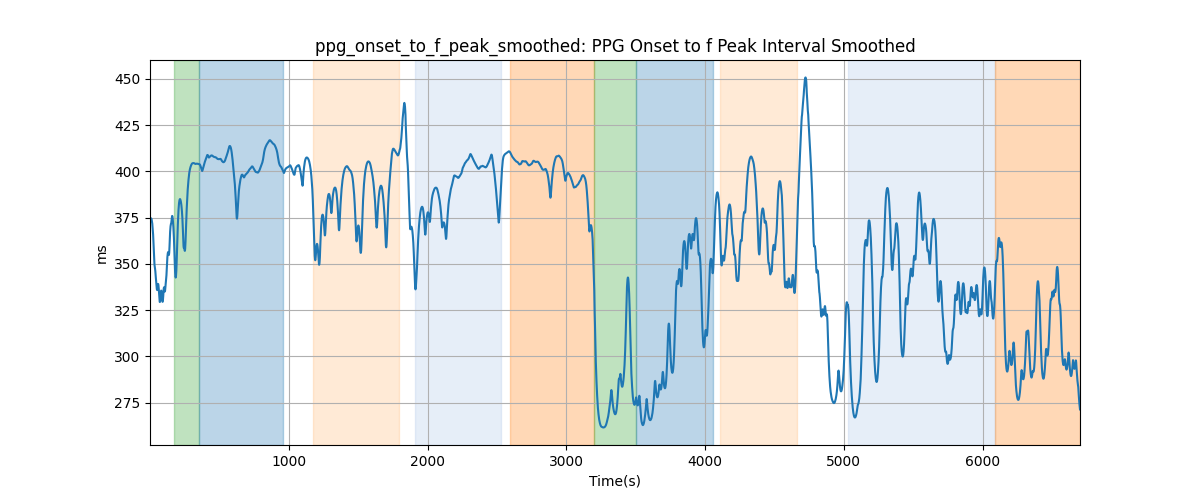 ppg_onset_to_f_peak_smoothed: PPG Onset to f Peak Interval Smoothed
450
425
400
375
350
325
300
275
ms
1000 2000 3000 4000 5000 6000
Time(s)